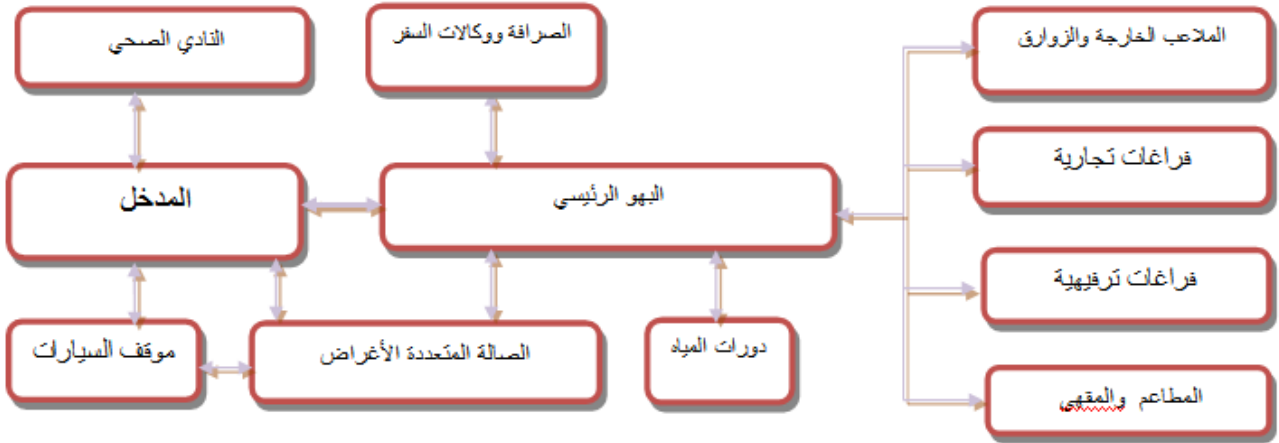 النادي الصحي
الصرافة ووكالات السفر
الملاعب الخارجة والزوارق
فراغات تجارية
المدخل
البهو الرئيسي
فراغات ترفيهية
موقف السيارات
الصالة المتعددة الأغراض
دورات المياه
المطاعم والمقهى